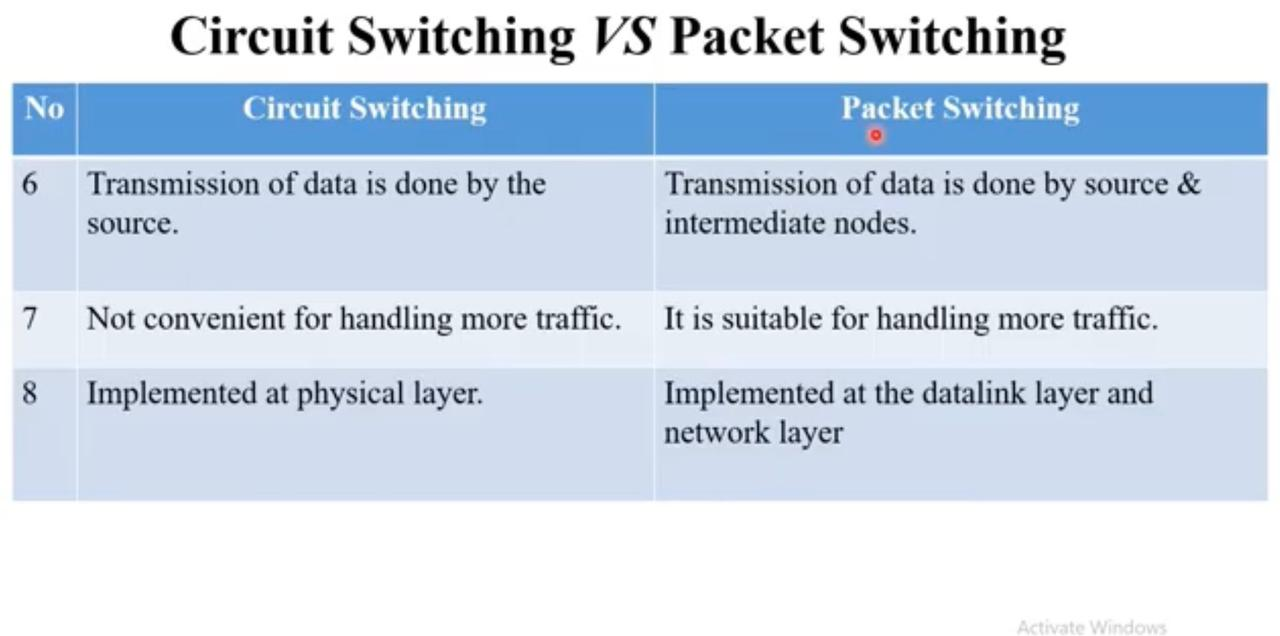 Circuit Switching VS Packet Switching
No Circuit Switching Packet Switching
6 Transmission of data is done by the source. Transmission of data is done by source & intermediate nodes.
7 Not convenient for handling more traffic. It is suitable for handling more traffic.
8 Implemented at physical layer. Implemented at the datalink layer and network layer
Activate Windows